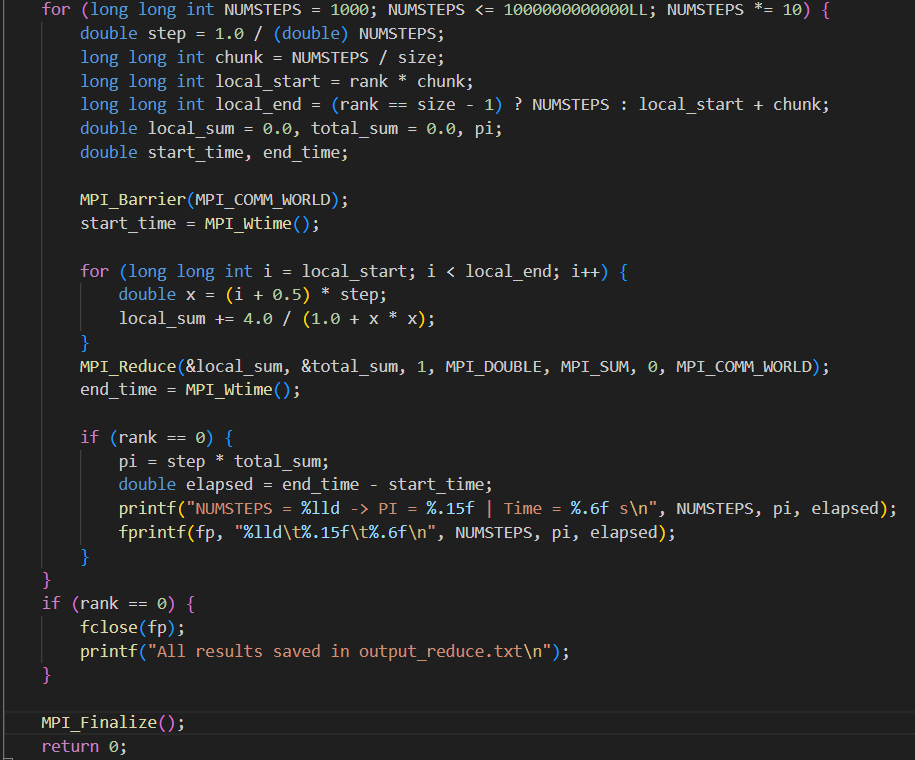 for (long long int NUMSTEPS = 1000; NUMSTEPS <= 1000000000000LL; NUMSTEPS *= 10) {
    double step = 1.0 / (double) NUMSTEPS;
    long long int chunk = NUMSTEPS / size;
    long long int local_start = rank * chunk;
    long long int local_end = (rank == size - 1) ? NUMSTEPS : local_start + chunk;
    double local_sum = 0.0, total_sum = 0.0, pi;
    double start_time, end_time;

    MPI_Barrier(MPI_COMM_WORLD);
    start_time = MPI_Wtime();

    for (long long int i = local_start; i < local_end; i++) {
        double x = (i + 0.5) * step;
        local_sum += 4.0 / (1.0 + x * x);
    }
    MPI_Reduce(&local_sum, &total_sum, 1, MPI_DOUBLE, MPI_SUM, 0, MPI_COMM_WORLD);
    end_time = MPI_Wtime();

    if (rank == 0) {
        pi = step * total_sum;
        double elapsed = end_time - start_time;
        printf("NUMSTEPS = %lld -> PI = %.15f | Time = %.6f s\n", NUMSTEPS, pi, elapsed);
        fprintf(fp, "%lld\t%.15f\t%.6f\n", NUMSTEPS, pi, elapsed);
    }
}
if (rank == 0) {
    fclose(fp);
    printf("All results saved in output_reduce.txt\n");
}

MPI_Finalize();
return 0;